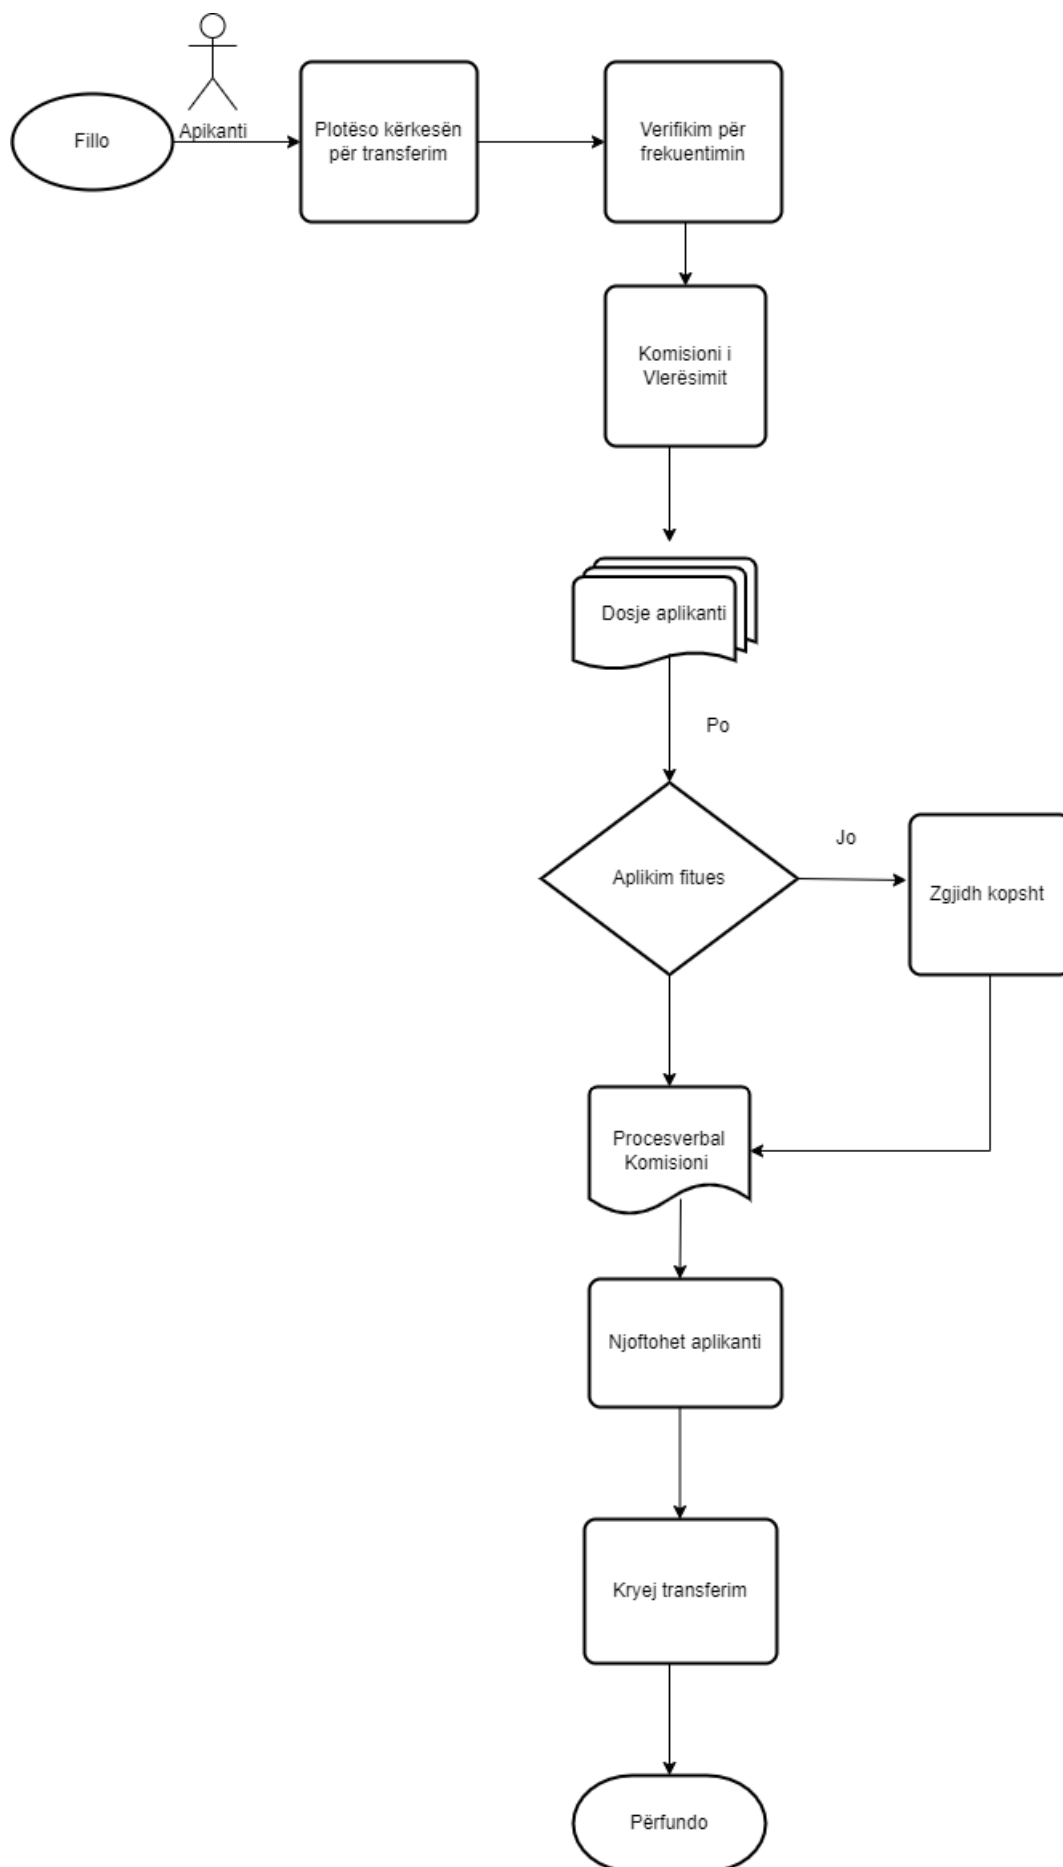 Fillo
Apikanti
Plotëso kërkesën
për transferim
Verifikim për
frekuentimin
Komisioni i
Vlerësimit
Dosje aplikanti
Po
Aplikim fitues
Jo
Zgjidh kopsht
Procesverbal
Komisioni
Njoftohet aplikanti
Kryej transferim
Përfundo